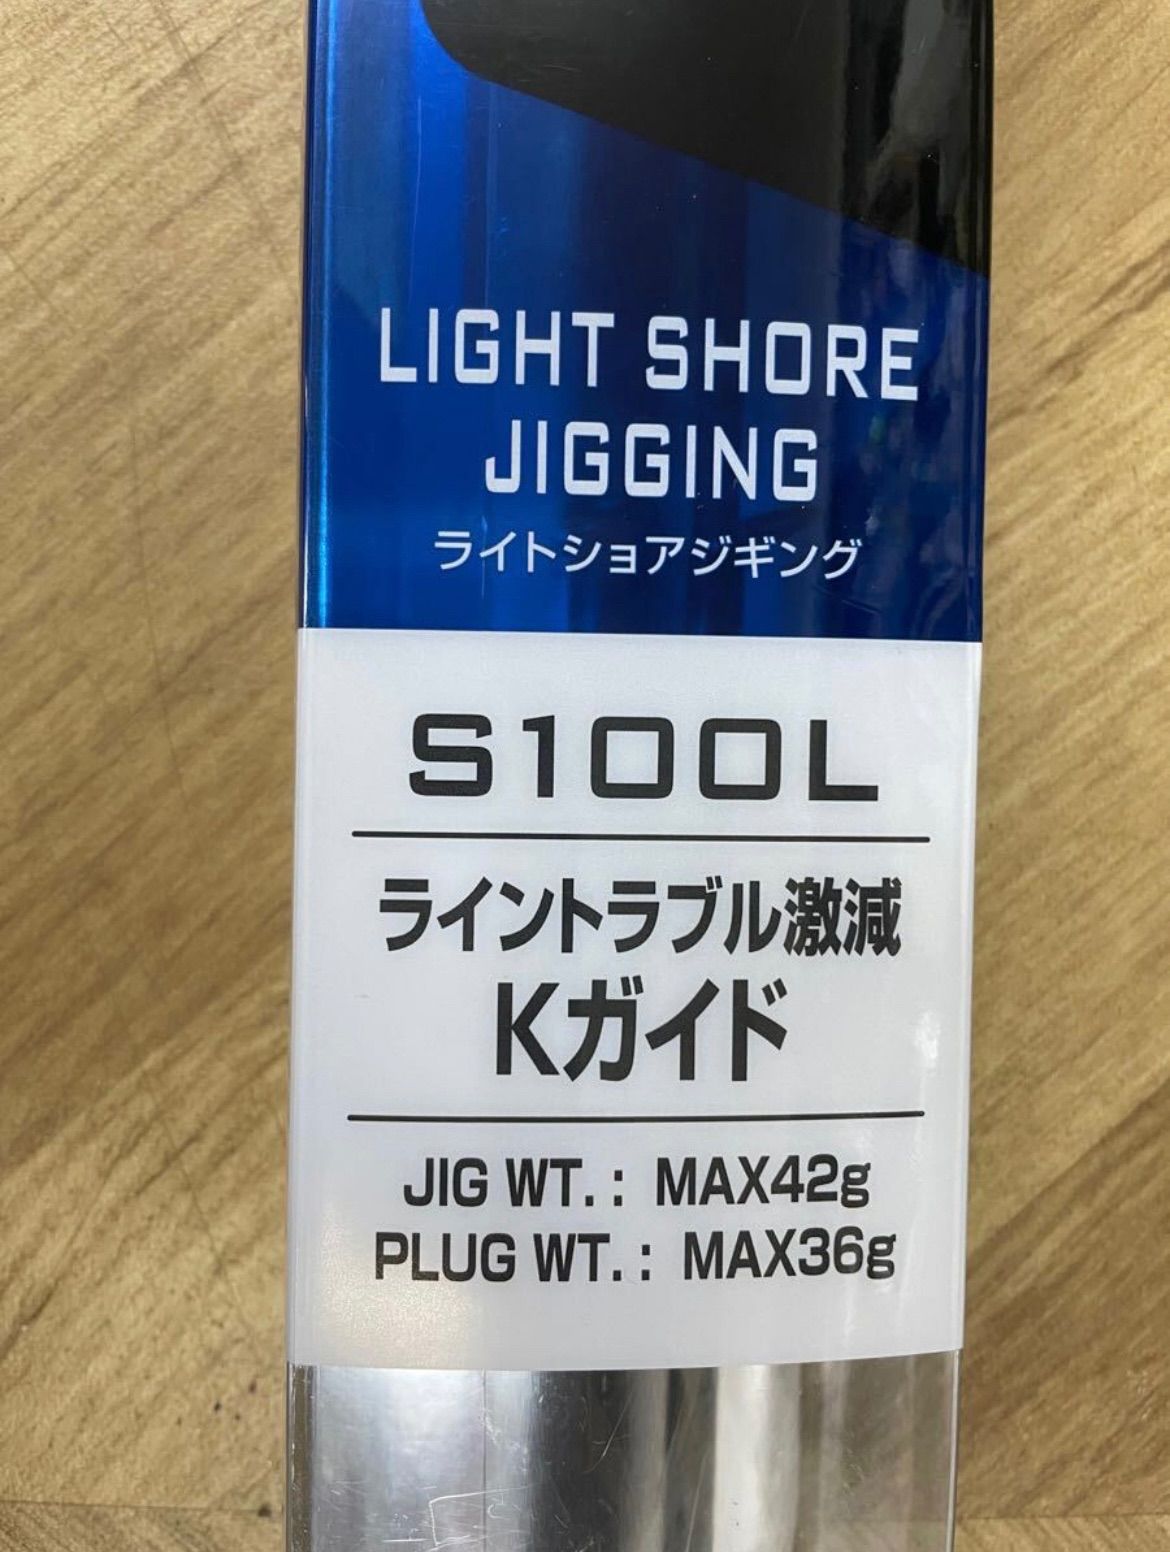 LIGHT SHORE
JIGGING
ライトショアジギング
S100L
ライントラブル激減
Kガイド
JIG WT. : MAX42g
PLUG WT. : MAX36g